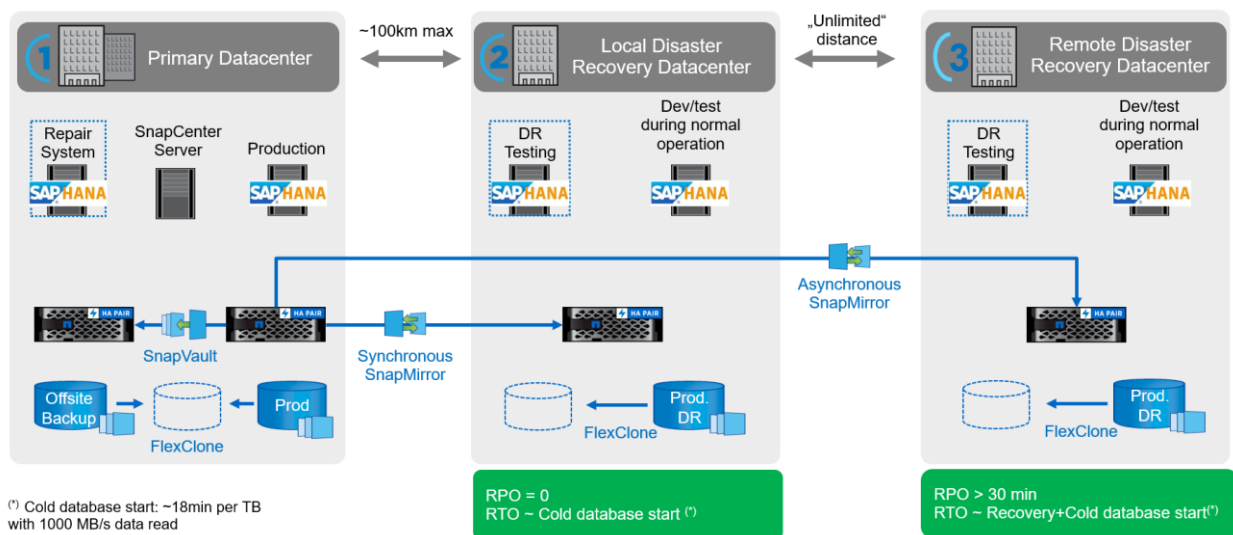 1
Primary Datacenter
~100km max
2
Local Disaster
Recovery Datacenter
„Unlimited“
distance
3
Remote Disaster
Recovery Datacenter
Repair
System
SAP HANA
SnapCenter
Server
Production
SAP HANA
DR
Testing
SAP HANA
Dev/test
during normal
operation
SAP HANA
DR
Testing
SAP HANA
Dev/test
during normal
operation
SAP HANA
HA PAIR
SnapVault
HA PAIR
Synchronous
SnapMirror
HA PAIR
Asynchronous
SnapMirror
HA PAIR
Offsite
Backup
FlexClone
Prod
FlexClone
Prod.
DR
FlexClone
Prod.
DR
(*) Cold database start: ~18min per TB
with 1000 MB/s data read
RPO = 0
RTO ~ Cold database start (*)
RPO > 30 min
RTO ~ Recovery+Cold database start(*)